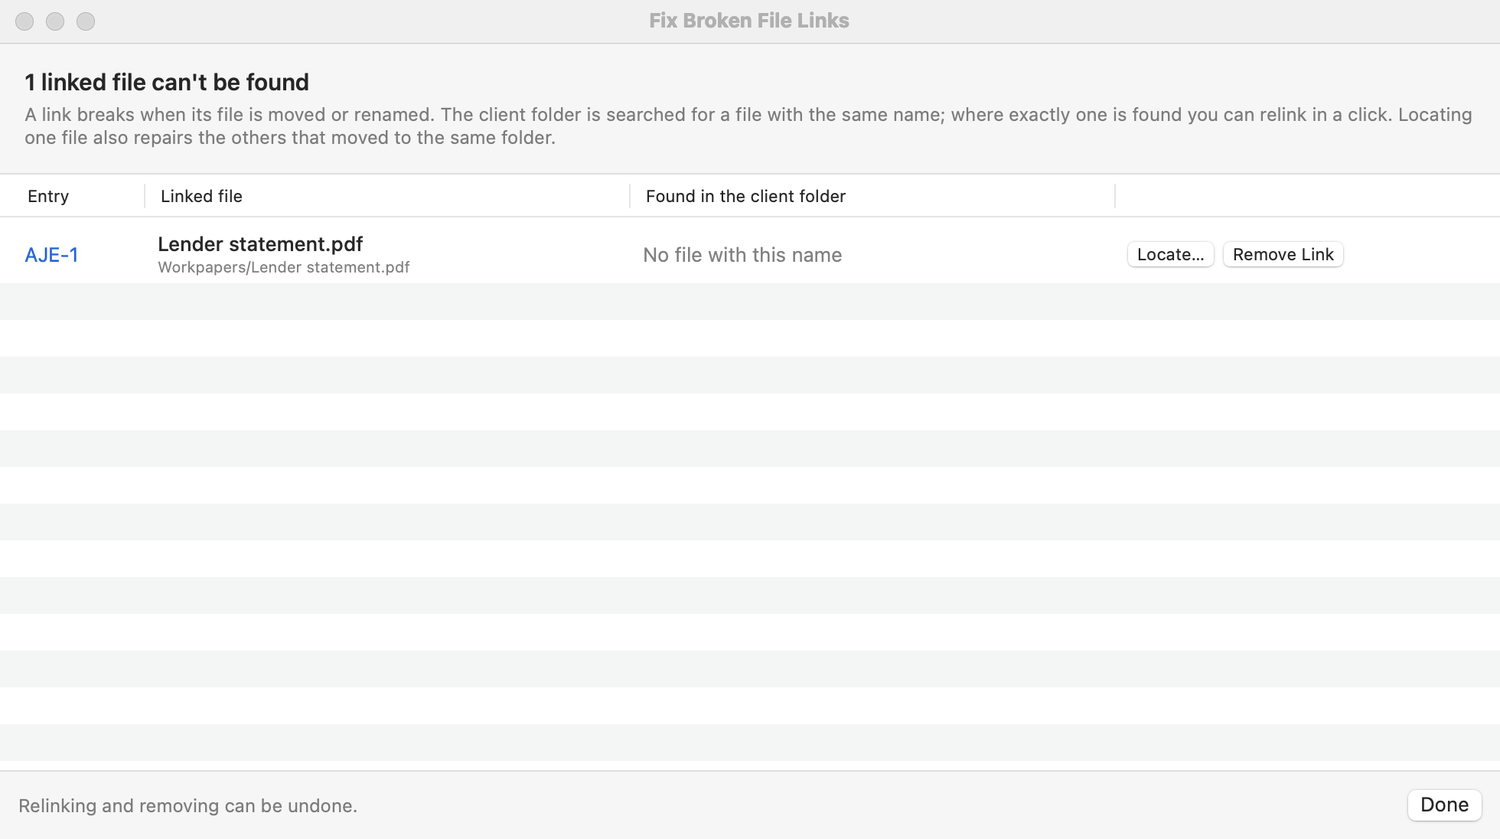 Fix Broken File Links
1 linked file can't be found
A link breaks when its file is moved or renamed. The client folder is searched for a file with the same name; where exactly one is found you can relink in a click. Locating
one file also repairs the others that moved to the same folder.
Entry
Linked file
Found in the client folder
AJE-1
Lender statement.pdf
Workpapers/Lender statement.pdf
No file with this name
Locate...
Remove Link
Relinking and removing can be undone.
Done